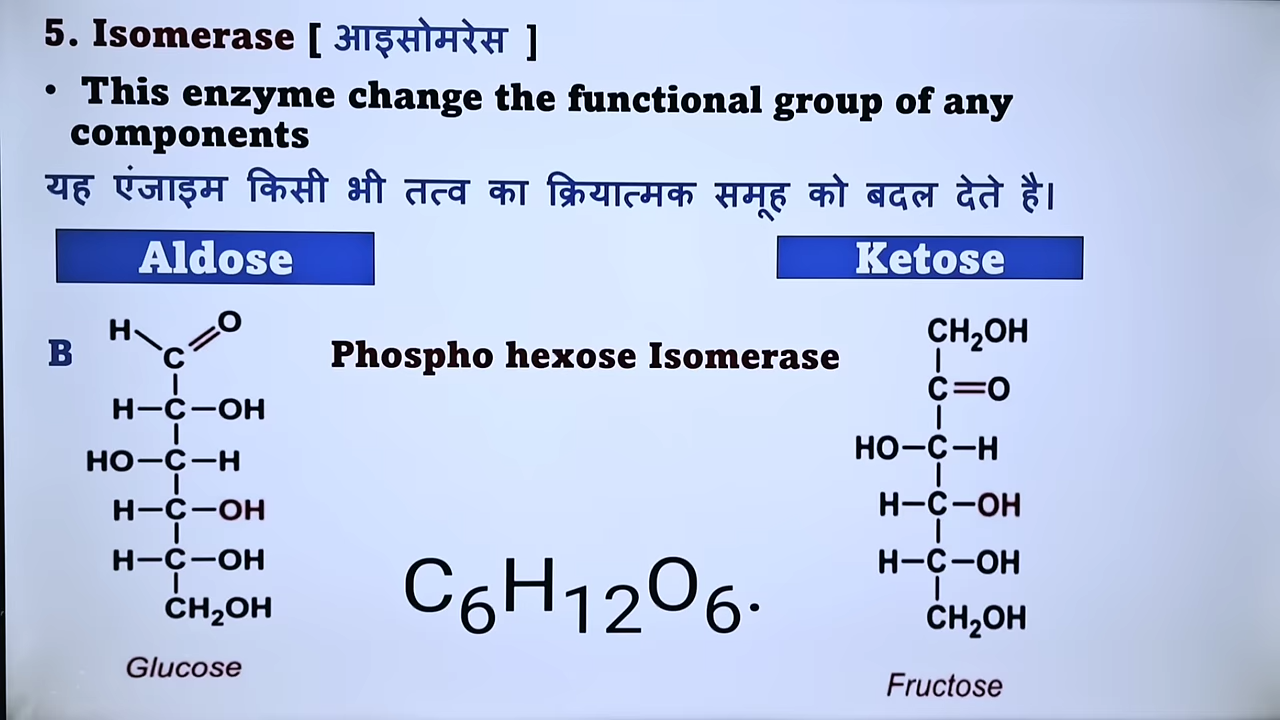 5. Isomerase [ आइसोमरेस ]
• This enzyme change the functional group of any
components
यह एंजाइम किसी भी तत्व का क्रियात्मक समूह को बदल देते है।
Aldose
Ketose
B
H O
C
H–C–OH
HO–C–H
H–C–OH
H–C–OH
CH₂OH
Glucose
Phospho hexose Isomerase
C₆H₁₂O₆.
CH₂OH
C=O
HO–C–H
H–C–OH
H–C–OH
CH₂OH
Fructose